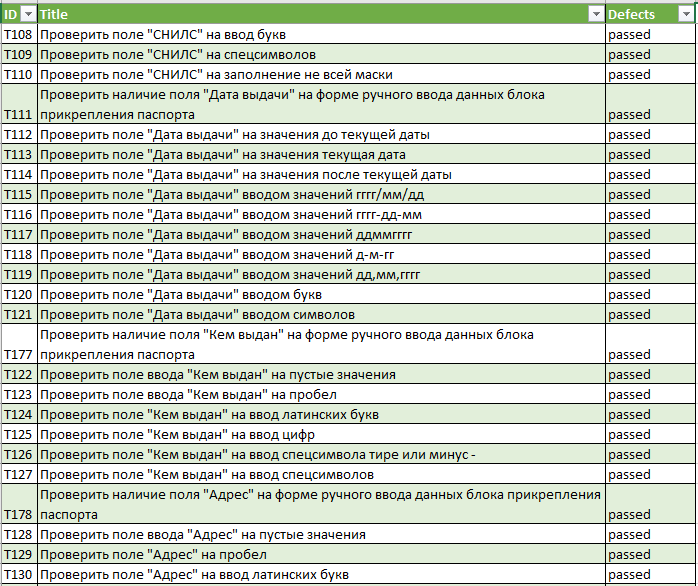 ID Title Defects
T108 Проверить поле "СНИЛС" на ввод букв passed
T109 Проверить поле "СНИЛС" на спецсимволов passed
T110 Проверить поле "СНИЛС" на заполнение не всей маски passed
Проверить наличие поля "Дата выдачи" на форме ручного ввода данных блока
T111 прикрепления паспорта passed
T112 Проверить поле "Дата выдачи" на значения до текущей даты passed
T113 Проверить поле "Дата выдачи" на значения текущая дата passed
T114 Проверить поле "Дата выдачи" на значения после текущей даты passed
T115 Проверить поле "Дата выдачи" вводом значений гггг/мм/дд passed
T116 Проверить поле "Дата выдачи" вводом значений гггг-дд-мм passed
T117 Проверить поле "Дата выдачи" вводом значений ддммгггг passed
T118 Проверить поле "Дата выдачи" вводом значений д-м-гг passed
T119 Проверить поле "Дата выдачи" вводом значений дд,мм,гггг passed
T120 Проверить поле "Дата выдачи" вводом букв passed
T121 Проверить поле "Дата выдачи" вводом символов passed
Проверить наличие поля "Кем выдан" на форме ручного ввода данных блока
T177 прикрепления паспорта passed
T122 Проверить поле ввода "Кем выдан" на пустые значения passed
T123 Проверить поле ввода "Кем выдан" на пробел passed
T124 Проверить поле "Кем выдан" на ввод латинских букв passed
T125 Проверить поле "Кем выдан" на ввод цифр passed
T126 Проверить поле "Кем выдан" на ввод спецсимвола тире или минус - passed
T127 Проверить поле "Кем выдан" на ввод спецсимволов passed
Проверить наличие поля "Адрес" на форме ручного ввода данных блока прикрепления
T178 паспорта passed
T128 Проверить поле ввода "Адрес" на пустые значения passed
T129 Проверить поле "Адрес" на пробел passed
T130 Проверить поле "Адрес" на ввод латинских букв passed